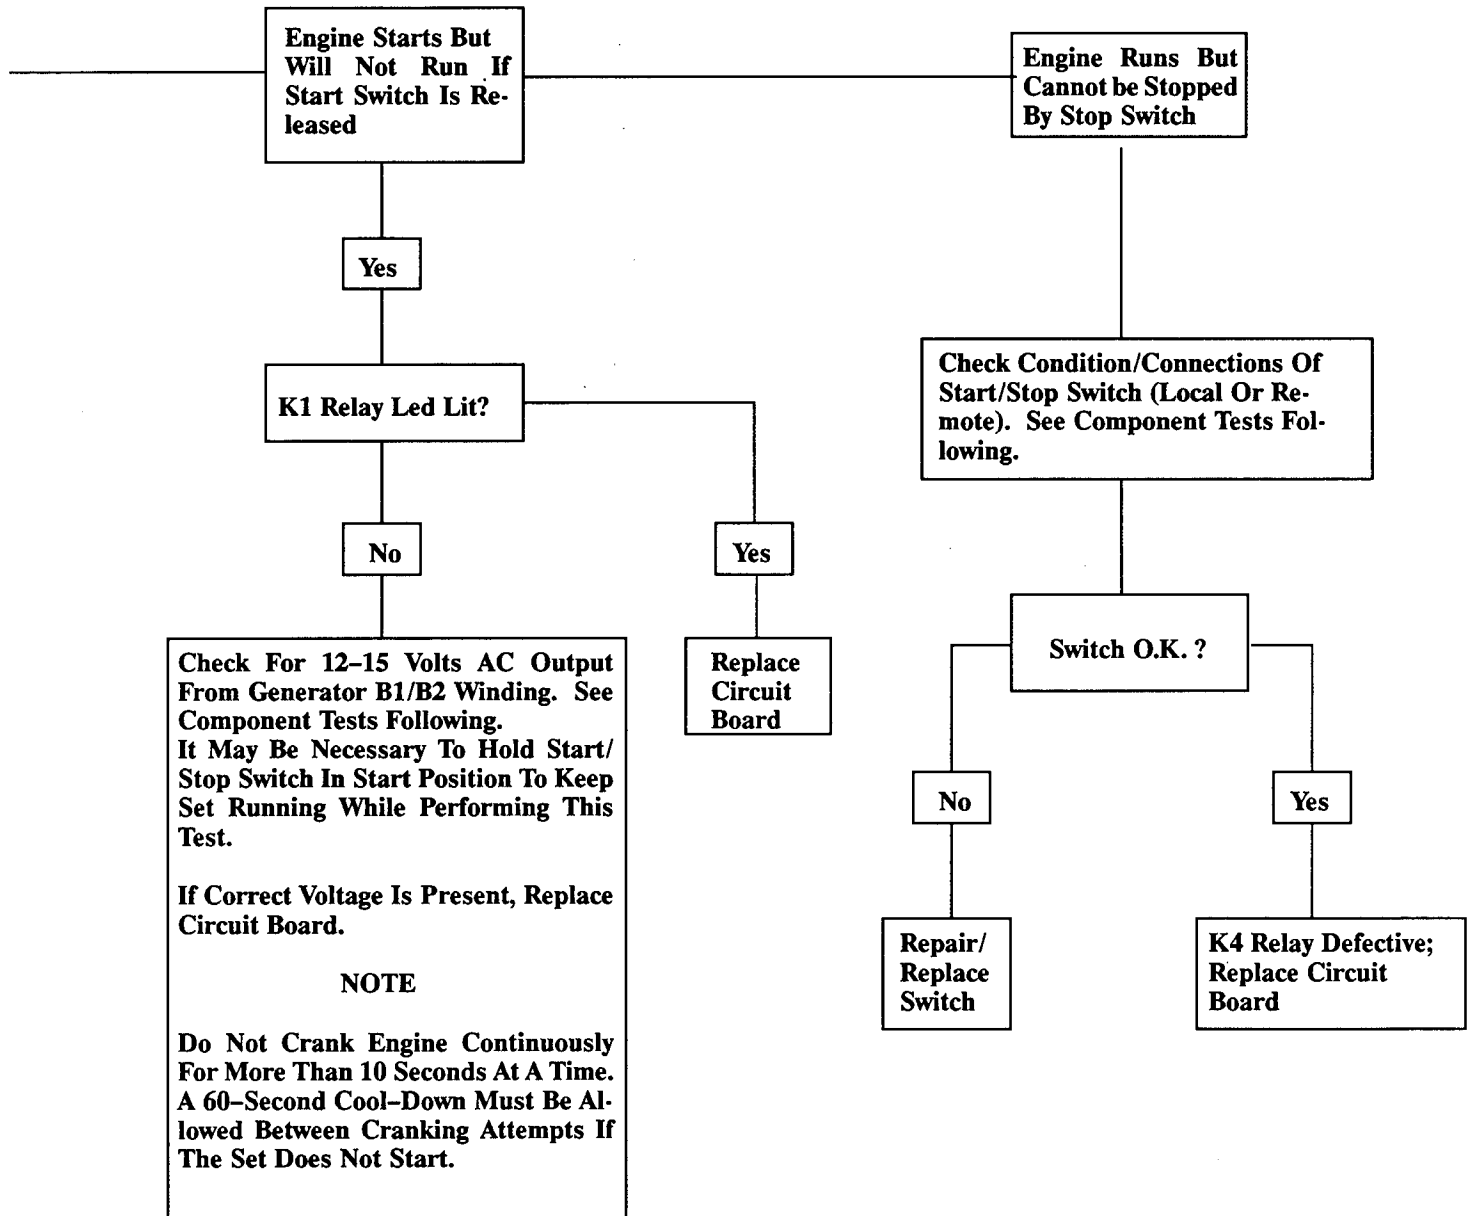 Engine Starts But
Will Not Run If
Start Switch Is Re-
leased
Engine Runs But
Cannot be Stopped
By Stop Switch
Yes
K1 Relay Led Lit?
No
Yes
Check For 12–15 Volts AC Output
From Generator B1/B2 Winding. See
Component Tests Following.
It May Be Necessary To Hold Start/
Stop Switch In Start Position To Keep
Set Running While Performing This
Test.
If Correct Voltage Is Present, Replace
Circuit Board.
NOTE
Do Not Crank Engine Continuously
For More Than 10 Seconds At A Time.
A 60–Second Cool–Down Must Be Al-
lowed Between Cranking Attempts If
The Set Does Not Start.
Replace
Circuit
Board
Check Condition/Connections Of
Start/Stop Switch (Local Or Re-
mote). See Component Tests Fol-
lowing.
Switch O.K. ?
No
Yes
Repair/
Replace
Switch
K4 Relay Defective;
Replace Circuit
Board